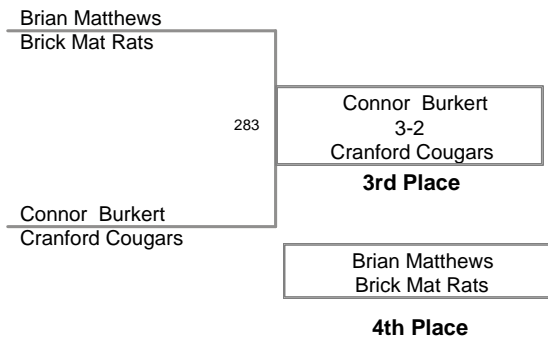 Brian Matthews
Brick Mat Rats
283
Connor Burkert
3-2
Cranford Cougars
3rd Place
Connor Burkert
Cranford Cougars
Brian Matthews
Brick Mat Rats
4th Place